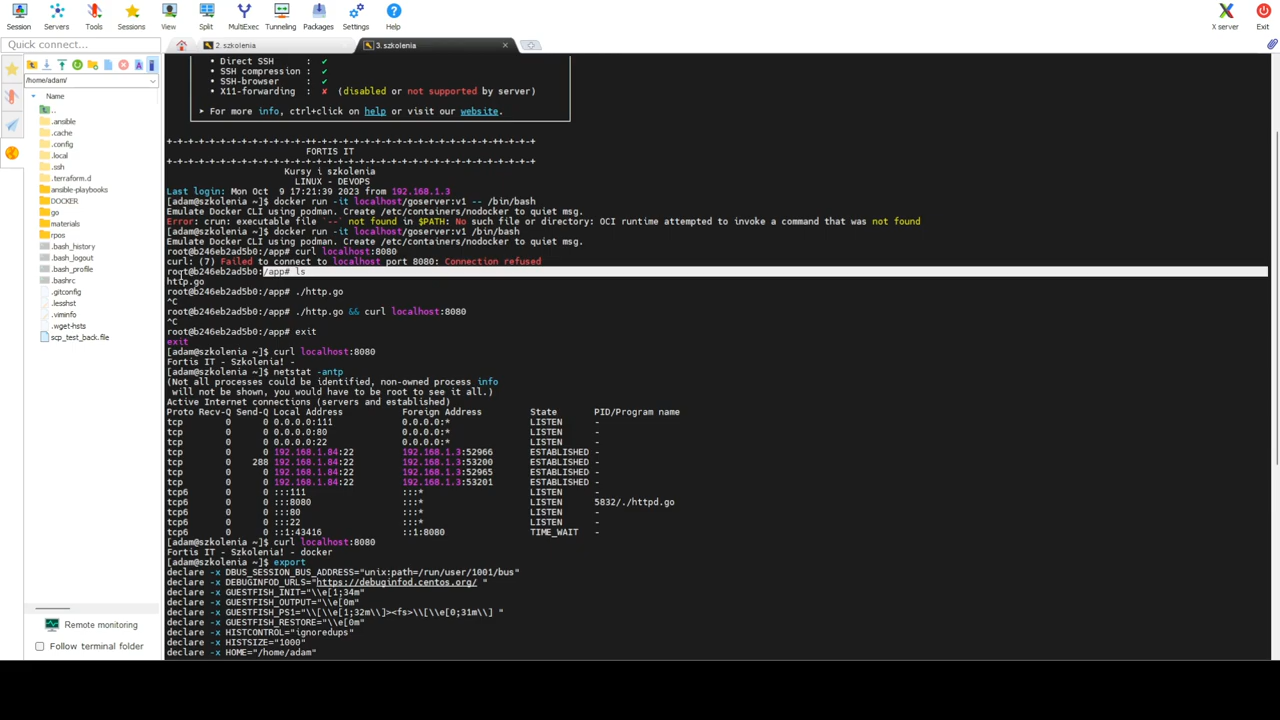 Session
Servers
Tools
Sessions
View
Split
MultiExec
Tunneling
Packages
Settings
Help
X server
Exit
Quick connect...
2. szkolenia
3. szkolenia
/home/adam/
Name
..
.ansible
.cache
.config
.local
.ssh
.terraform.d
ansible-playbooks
DOCKER
go
materials
rpos
.bash_history
.bash_logout
.bash_profile
.bashrc
.gitconfig
.lesshst
.viminfo
.wget-hsts
scp_test_back.file
Remote monitoring
Follow terminal folder
• Direct SSH : ✓
• SSH compression : ✓
• SSH-browser : ✓
• X11-forwarding : ✗ (disabled or not supported by server)
➤ For more info, ctrl+click on help or visit our website.
+-+-+-+-+-+-+-+-+-+-+-+-+-+-+-+-+-+-+-+-+-+-+-+-+-+-+-++-+-+-+-+-+-+-+
FORTIS IT
+-+-+-+-+-+-+-+-+-+-+-+-+-+-+-+-+-+-+-+-+-+-+-+-+-+-+-++-+-+-+-+-+-+-+
Kursy i szkolenia
LINUX - DEVOPS
Last login: Mon Oct  9 17:21:39 2023 from 192.168.1.3
[adam@szkolenia ~]$ docker run -it localhost/goserver:v1 -- /bin/bash
Emulate Docker CLI using podman. Create /etc/containers/nodocker to quiet msg.
Error: crun: executable file `--` not found in $PATH: No such file or directory: OCI runtime attempted to invoke a command that was not found
[adam@szkolenia ~]$ docker run -it localhost/goserver:v1 /bin/bash
Emulate Docker CLI using podman. Create /etc/containers/nodocker to quiet msg.
root@b246eb2ad5b0:/app# curl localhost:8080
curl: (7) Failed to connect to localhost port 8080: Connection refused
root@b246eb2ad5b0:/app# ls
http.go
root@b246eb2ad5b0:/app# ./http.go
^C
root@b246eb2ad5b0:/app# ./http.go && curl localhost:8080
^C
root@b246eb2ad5b0:/app# exit
exit
[adam@szkolenia ~]$ curl localhost:8080
Fortis IT - Szkolenia! -
[adam@szkolenia ~]$ netstat -antp
(Not all processes could be identified, non-owned process info
will not be shown, you would have to be root to see it all.)
Active Internet connections (servers and established)
Proto Recv-Q Send-Q Local Address Foreign Address State PID/Program name
tcp 0 0 0.0.0.0:111 0.0.0.0:* LISTEN -
tcp 0 0 0.0.0.0:80 0.0.0.0:* LISTEN -
tcp 0 0 0.0.0.0:22 0.0.0.0:* LISTEN -
tcp 0 0 192.168.1.84:22 192.168.1.3:52966 ESTABLISHED -
tcp 0 288 192.168.1.84:22 192.168.1.3:53200 ESTABLISHED -
tcp 0 0 192.168.1.84:22 192.168.1.3:52965 ESTABLISHED -
tcp 0 0 192.168.1.84:22 192.168.1.3:53201 ESTABLISHED -
tcp6 0 0 :::111 :::* LISTEN -
tcp6 0 0 :::8080 :::* LISTEN 5832/./httpd.go
tcp6 0 0 :::80 :::* LISTEN -
tcp6 0 0 :::22 :::* LISTEN -
tcp6 0 0 ::1:43416 ::1:8080 TIME_WAIT -
[adam@szkolenia ~]$ curl localhost:8080
Fortis IT - Szkolenia! - docker
[adam@szkolenia ~]$ export
declare -x DBUS_SESSION_BUS_ADDRESS="unix:path=/run/user/1001/bus"
declare -x DEBUGINFOD_URLS="https://debuginfod.centos.org/ "
declare -x GUESTFISH_INIT="\\e[1;34m"
declare -x GUESTFISH_OUTPUT="\\e[0m"
declare -x GUESTFISH_PS1="\\[\\e[1;32m\\]><fs>\\[\\e[0;31m\\] "
declare -x GUESTFISH_RESTORE="\\e[0m"
declare -x HISTCONTROL="ignoredups"
declare -x HISTSIZE="1000"
declare -x HOME="/home/adam"